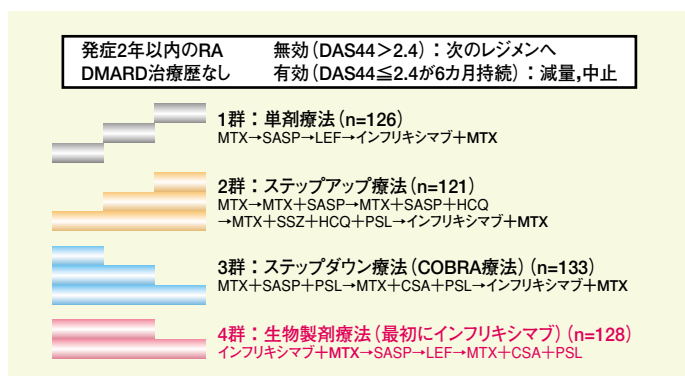 発症2年以内のRA 無効(DAS44＞2.4)：次のレジメンへ
DMARD治療歴なし 有効(DAS44≦2.4が6カ月持続)：減量,中止
1群：単剤療法(n=126)
MTX→SASP→LEF→インフリキシマブ+MTX
2群：ステップアップ療法(n=121)
MTX→MTX+SASP→MTX+SASP+HCQ
→MTX+SSZ+HCQ+PSL→インフリキシマブ+MTX
3群：ステップダウン療法(COBRA療法)(n=133)
MTX+SASP+PSL→MTX+CSA+PSL→インフリキシマブ+MTX
4群：生物製剤療法(最初にインフリキシマブ)(n=128)
インフリキシマブ+MTX→SASP→LEF→MTX+CSA+PSL